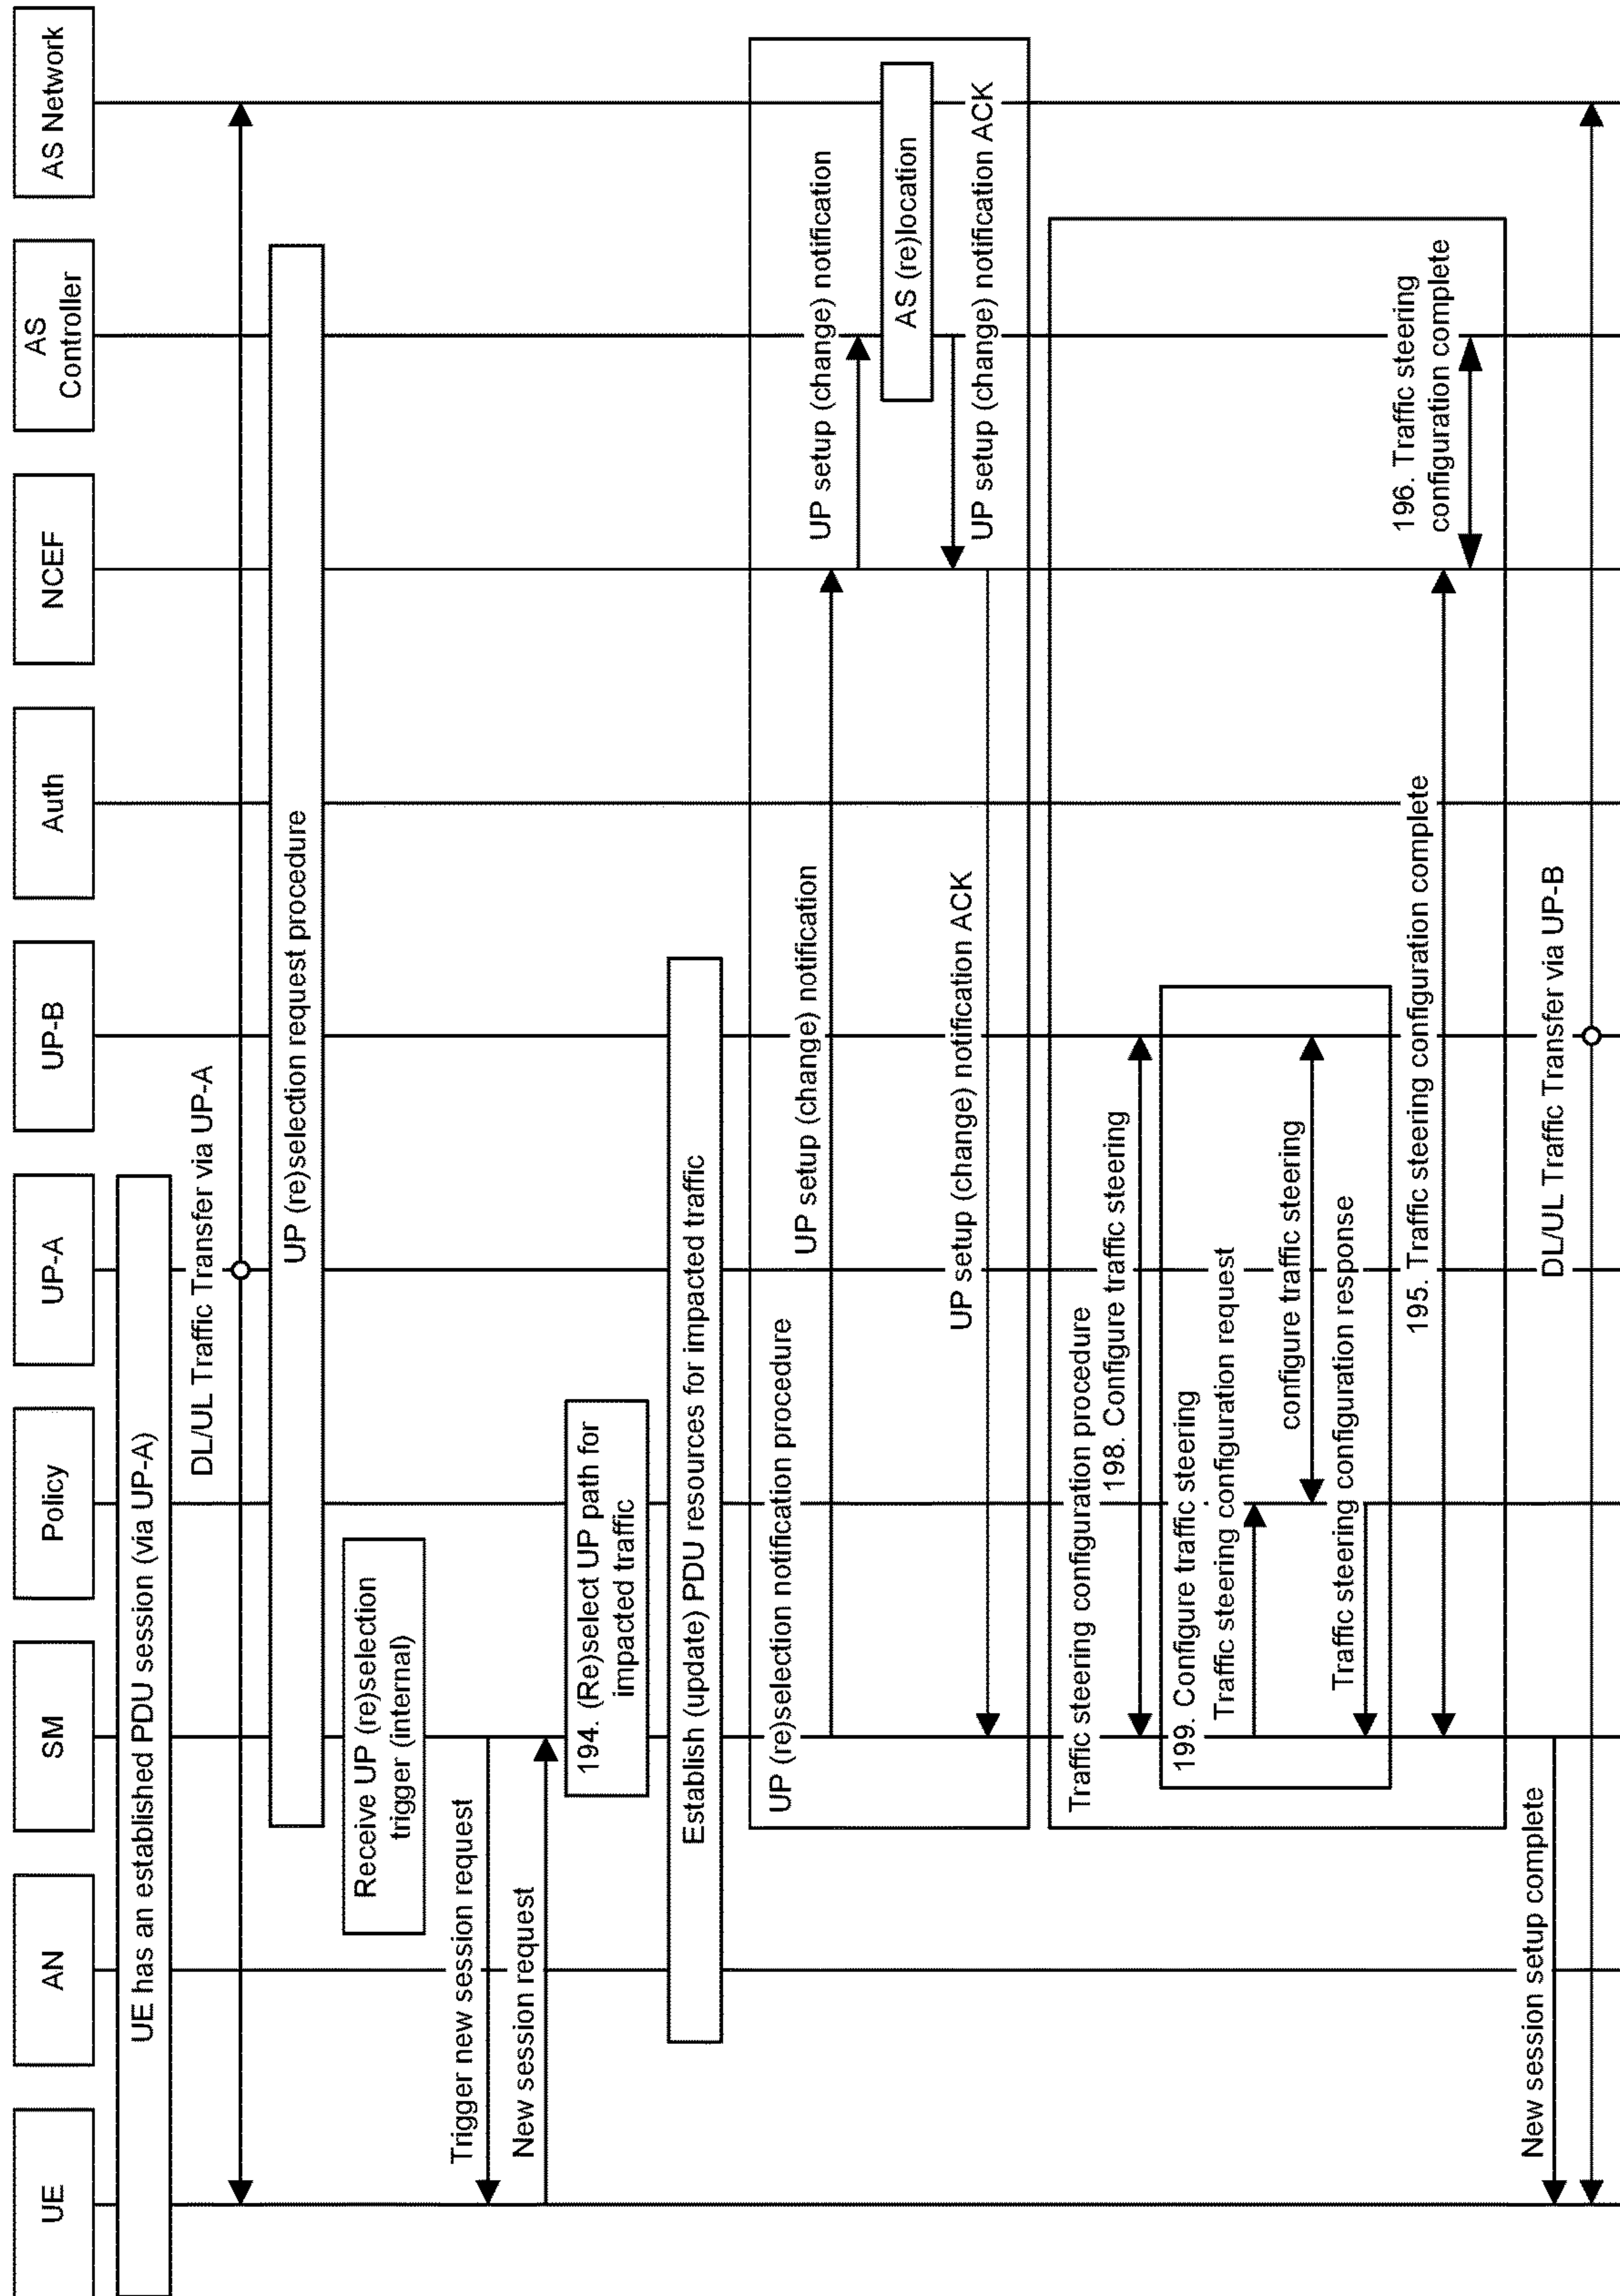 UE
AN
SM
Policy
UP-A
UP-B
Auth
NCEF
AS
Controller
AS Network
UE has an established PDU session (via UP-A)
DL/UL Traffic Transfer via UP-A
UP (re)selection request procedure
Receive UP (re)selection
trigger (internal)
Trigger new session request
New session request
194. (Re)select UP path for
impacted traffic
Establish (update) PDU resources for impacted traffic
UP (re)selection notification procedure
UP setup (change) notification
UP setup (change) notification
AS (re)location
UP setup (change) notification ACK
UP setup (change) notification ACK
Traffic steering configuration procedure
198. Configure traffic steering
199. Configure traffic steering
Traffic steering configuration request
configure traffic steering
Traffic steering configuration response
195. Traffic steering configuration complete
196. Traffic steering
configuration complete
New session setup complete
DL/UL Traffic Transfer via UP-B